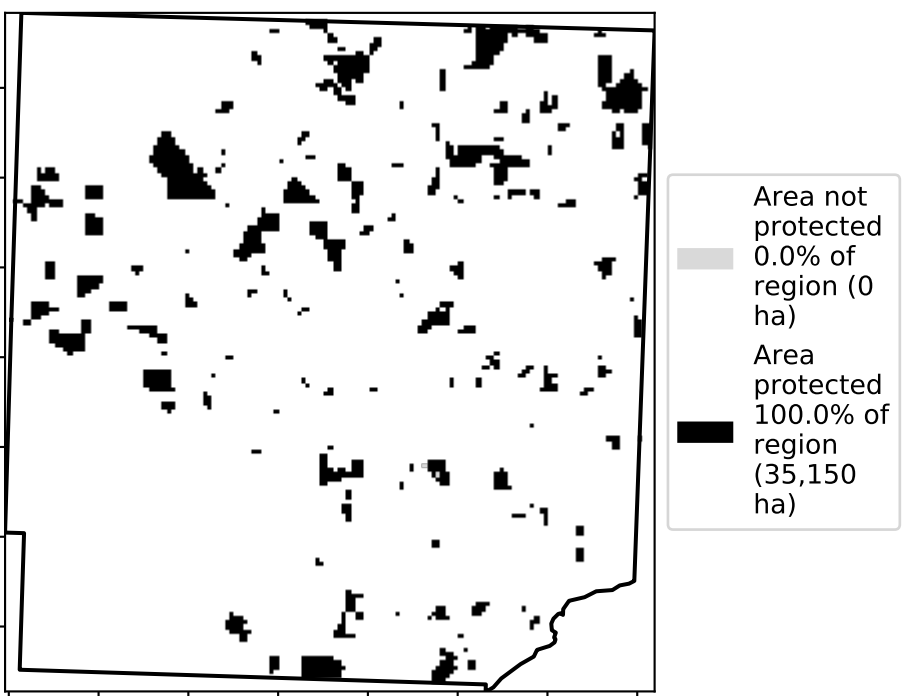 Area not
protected
0.0% of
region (0
ha)
Area
protected
100.0% of
region
(35,150
ha)